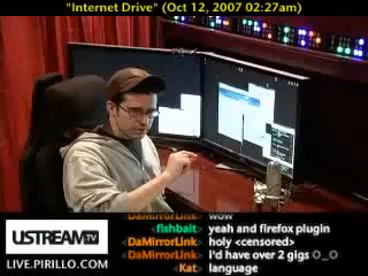 "Internet Drive" (Oct 12, 2007 02:27am)
DaMirrorLink> wow
<fishbait> yeah and firefox plugin
<DaMirrorLink> holy <censored>
<DaMirrorLink> i'd have over 2 gigs O_O
<Kat> language
USTREAM TV
LIVE.PIRILLO.COM